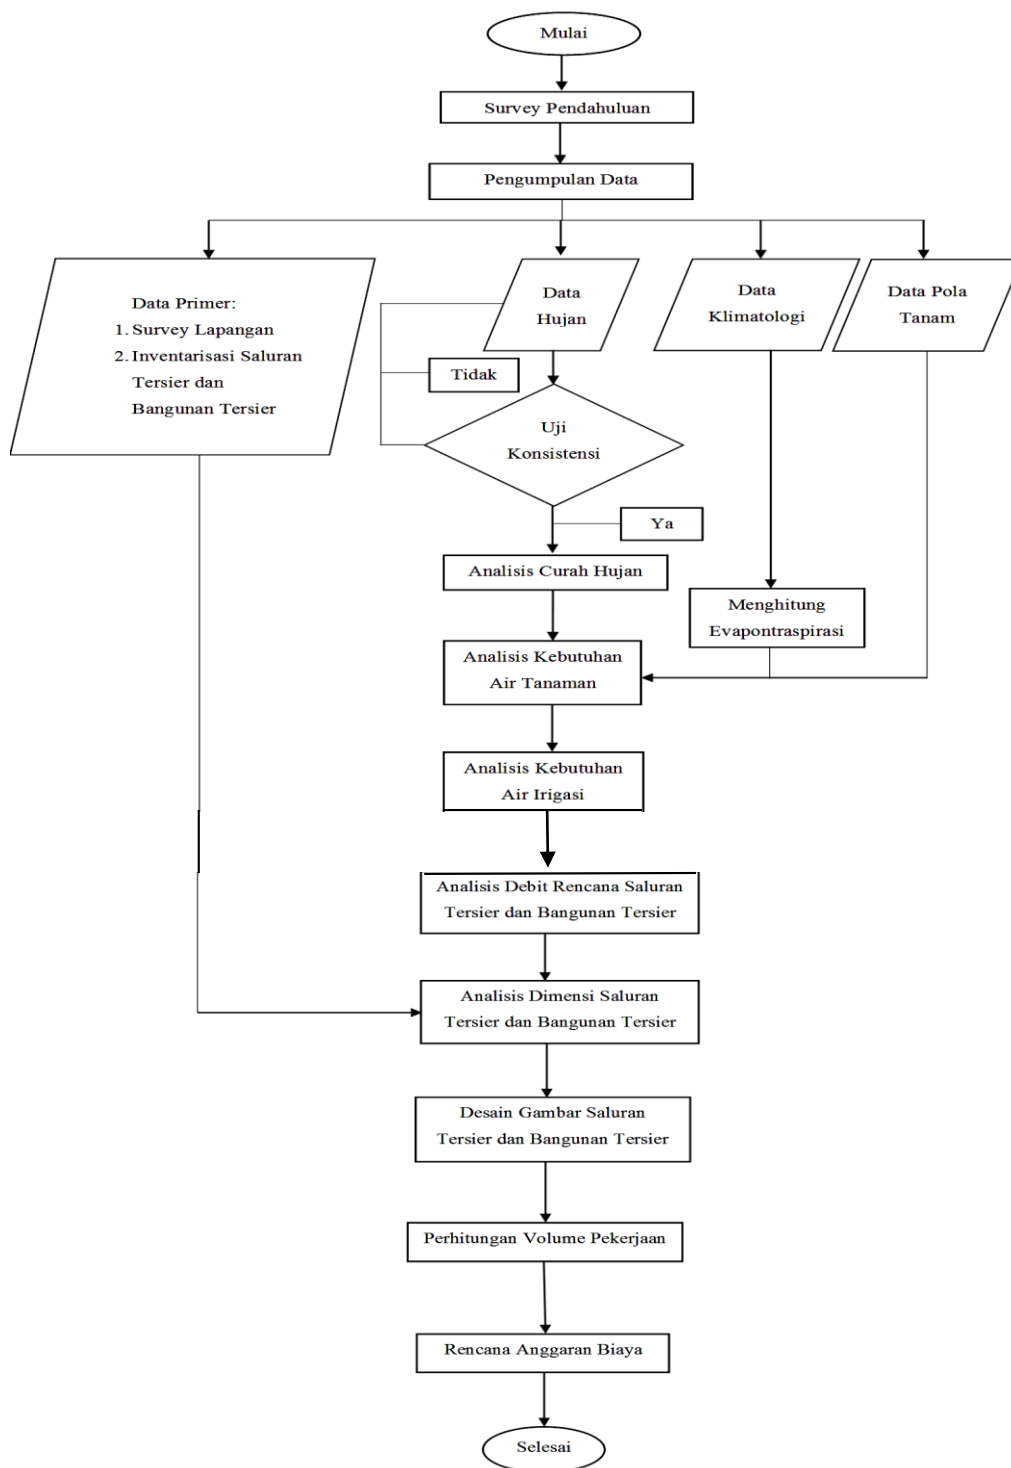 Mulai
Survey Pendahuluan
Pengumpulan Data
Data Primer:
1. Survey Lapangan
2. Inventarisasi Saluran
Tersier dan
Bangunan Tersier
Data
Hujan
Data
Klimatologi
Data Pola
Tanam
Tidak
Uji
Konsistensi
Ya
Analisis Curah Hujan
Menghitung
Evapontraspirasi
Analisis Kebutuhan
Air Tanaman
Analisis Kebutuhan
Air Irigasi
Analisis Debit Rencana Saluran
Tersier dan Bangunan Tersier
Analisis Dimensi Saluran
Tersier dan Bangunan Tersier
Desain Gambar Saluran
Tersier dan Bangunan Tersier
Perhitungan Volume Pekerjaan
Rencana Anggaran Biaya
Selesai